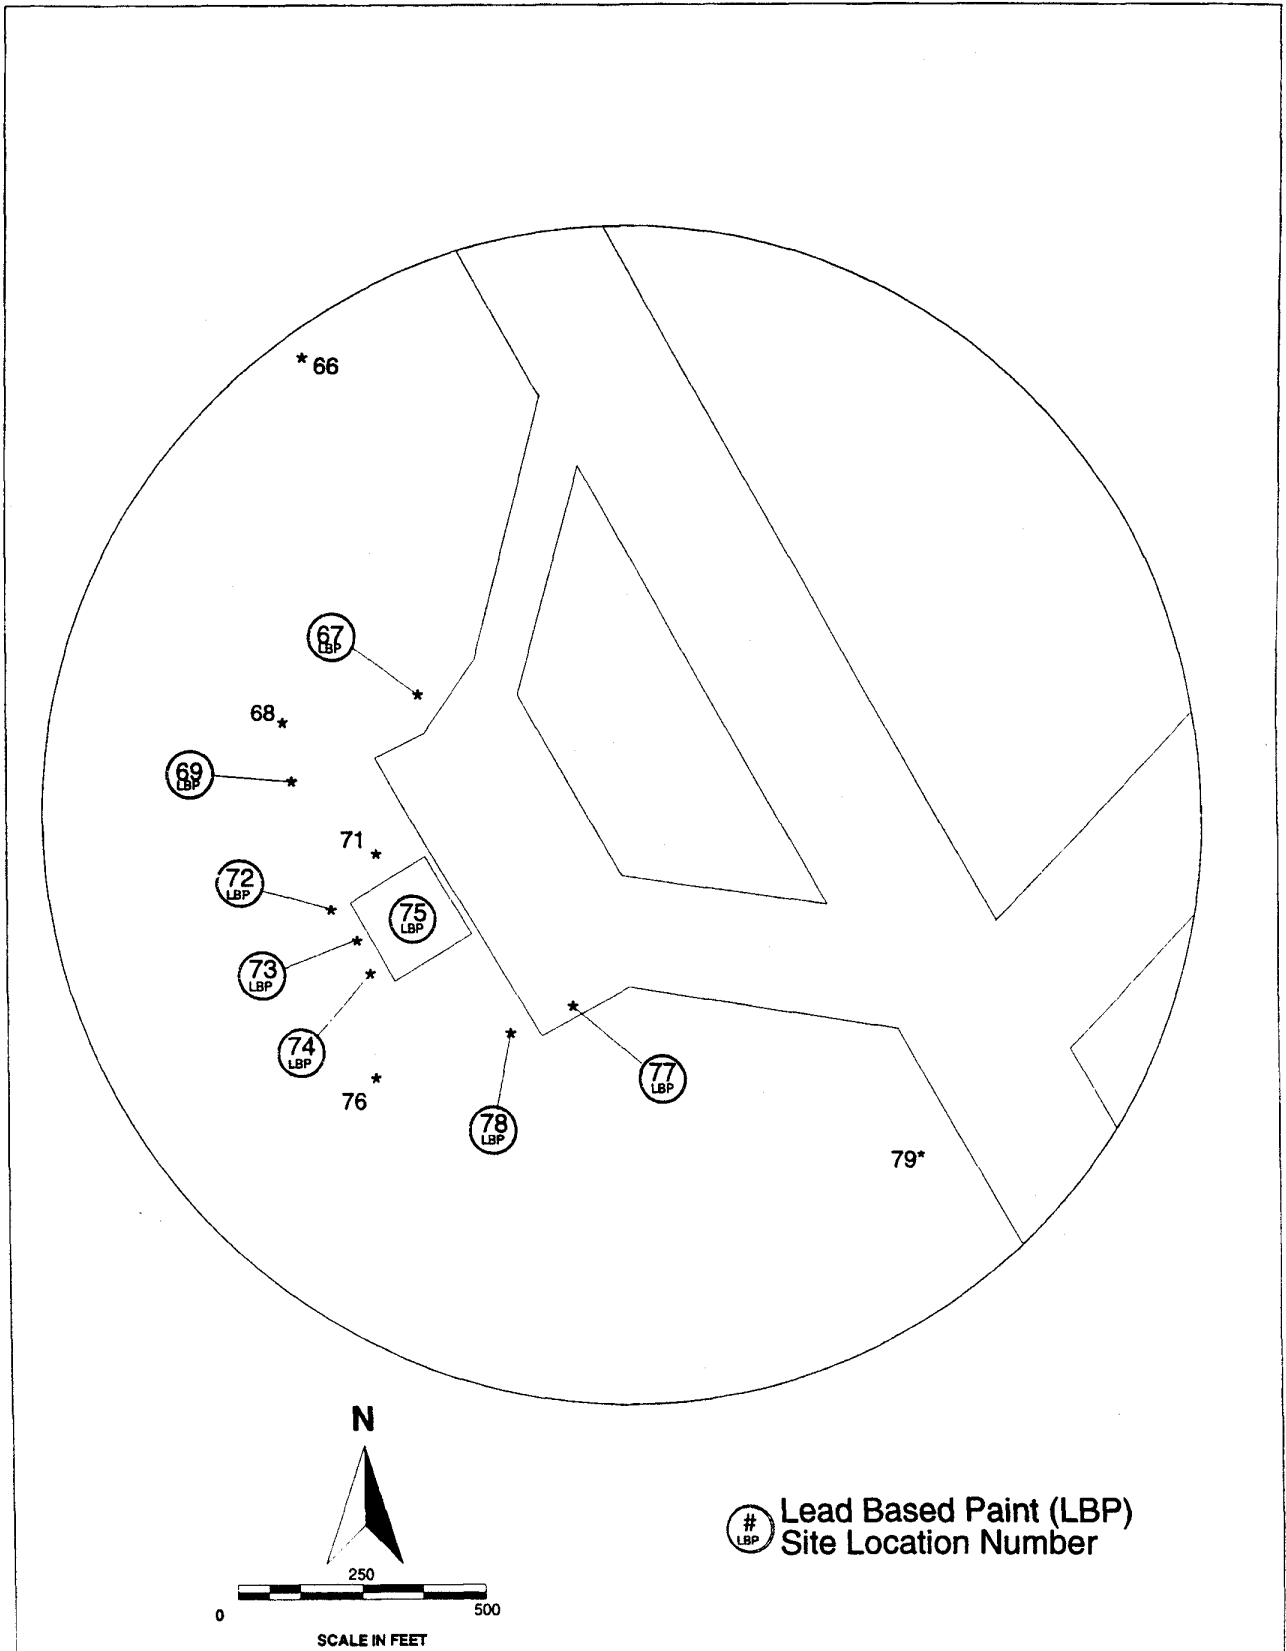 * 66
67
LBP
68 *
*
69
LBP
*
71
*
72
LBP
*
75
LBP
73
LBP
*
74
LBP
*
*
*
77
LBP
76
*
78
LBP
79*
N
250
0
500
SCALE IN FEET
#
LBP
Lead Based Paint (LBP)
Site Location Number